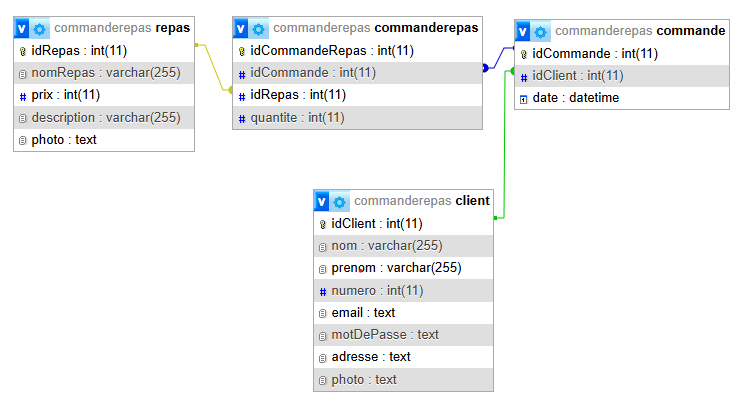 v commanderepas repas
idRepas : int(11)
nomRepas : varchar(255)
# prix : int(11)
description : varchar(255)
photo : text
v commanderepas commanderepas
idCommandeRepas : int(11)
# idCommande : int(11)
# idRepas : int(11)
# quantite : int(11)
v commanderepas commande
idCommande : int(11)
# idClient : int(11)
date : datetime
v commanderepas client
idClient : int(11)
nom : varchar(255)
prenom : varchar(255)
# numero : int(11)
email : text
motDePasse : text
adresse : text
photo : text